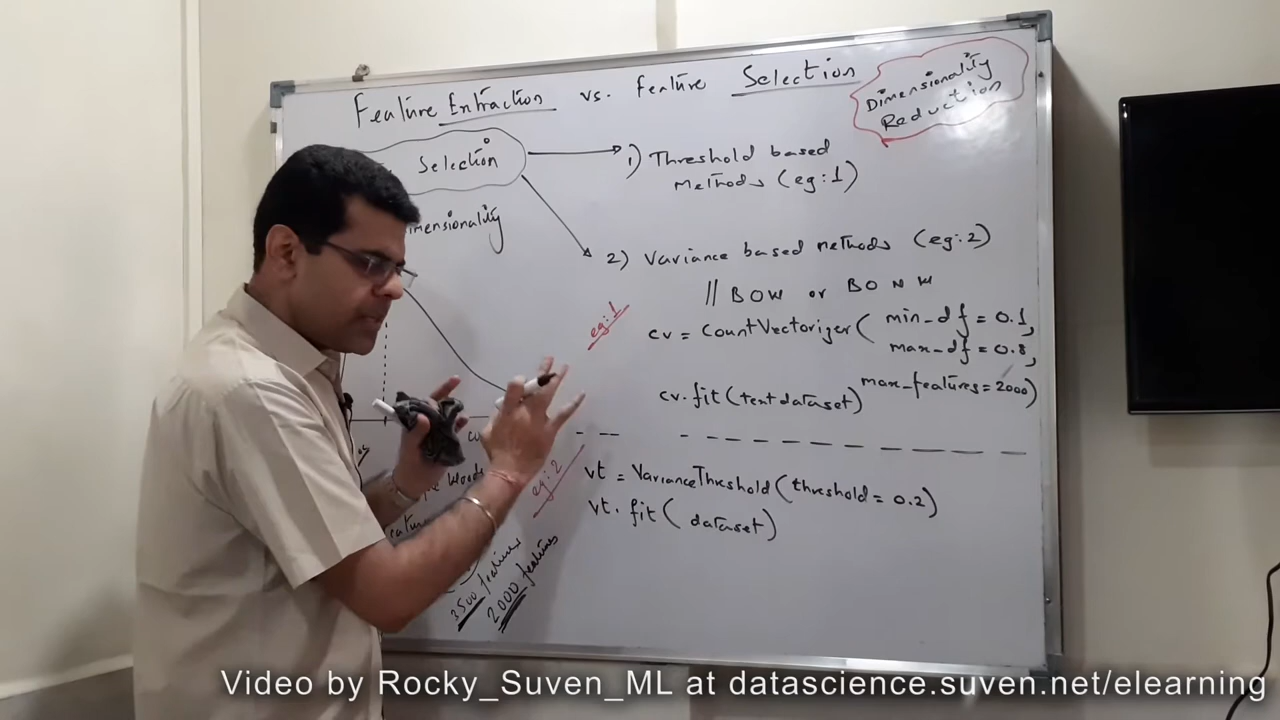 Feature Extraction vs. Feature Selection
Dimensionality
Reduction
Selection
1) Threshold based
Methods (eg:1)
2) Variance based methods (eg:2)
// BOW or BO N W
eg:1
cv = CountVectorizer( min_df = 0.1,
max_df = 0.8,
max_features = 2000)
cv.fit(text dataset)
eg:2
vt = VarianceThreshold(threshold = 0.2)
vt. fit( dataset)
3500 features
2000 features
Video by Rocky_Suven_ML at datascience.suven.net/elearning